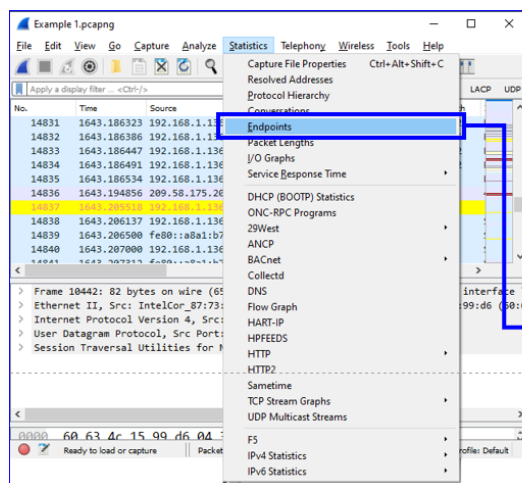 Example 1.pcapng
File Edit View Go Capture Analyze Statistics Telephony Wireless Tools Help
Apply a display filter ... <Ctrl-/>
LACP UDP
No. Time Source
14831 1643.186323 192.168.1.136
14832 1643.186386 192.168.1.136
14833 1643.186447 192.168.1.136
14834 1643.186491 192.168.1.136
14835 1643.186534 192.168.1.136
14836 1643.194856 209.58.175.20
14837 1643.205518 192.168.1.136
14838 1643.206137 192.168.1.136
14839 1643.206500 fe80::a8a1:b7
14840 1643.207000 192.168.1.136
14841 1643.207312 fe80::a8a1:b7
Capture File Properties Ctrl+Alt+Shift+C
Resolved Addresses
Protocol Hierarchy
Conversations
Endpoints
Packet Lengths
I/O Graphs
Service Response Time
DHCP (BOOTP) Statistics
ONC-RPC Programs
29West
ANCP
BACnet
Collectd
DNS
Flow Graph
HART-IP
HPFEEDS
HTTP
HTTP2
Sametime
TCP Stream Graphs
UDP Multicast Streams
F5
IPv4 Statistics
IPv6 Statistics
Frame 10442: 82 bytes on wire (65
interface
Ethernet II, Src: IntelCor_87:73:
:99:d6 (60:6
Internet Protocol Version 4, Src:
User Datagram Protocol, Src Port:
Session Traversal Utilities for N
0000 60 63 4c 15 99 d6 04
Ready to load or capture
Packet
rofile: Default